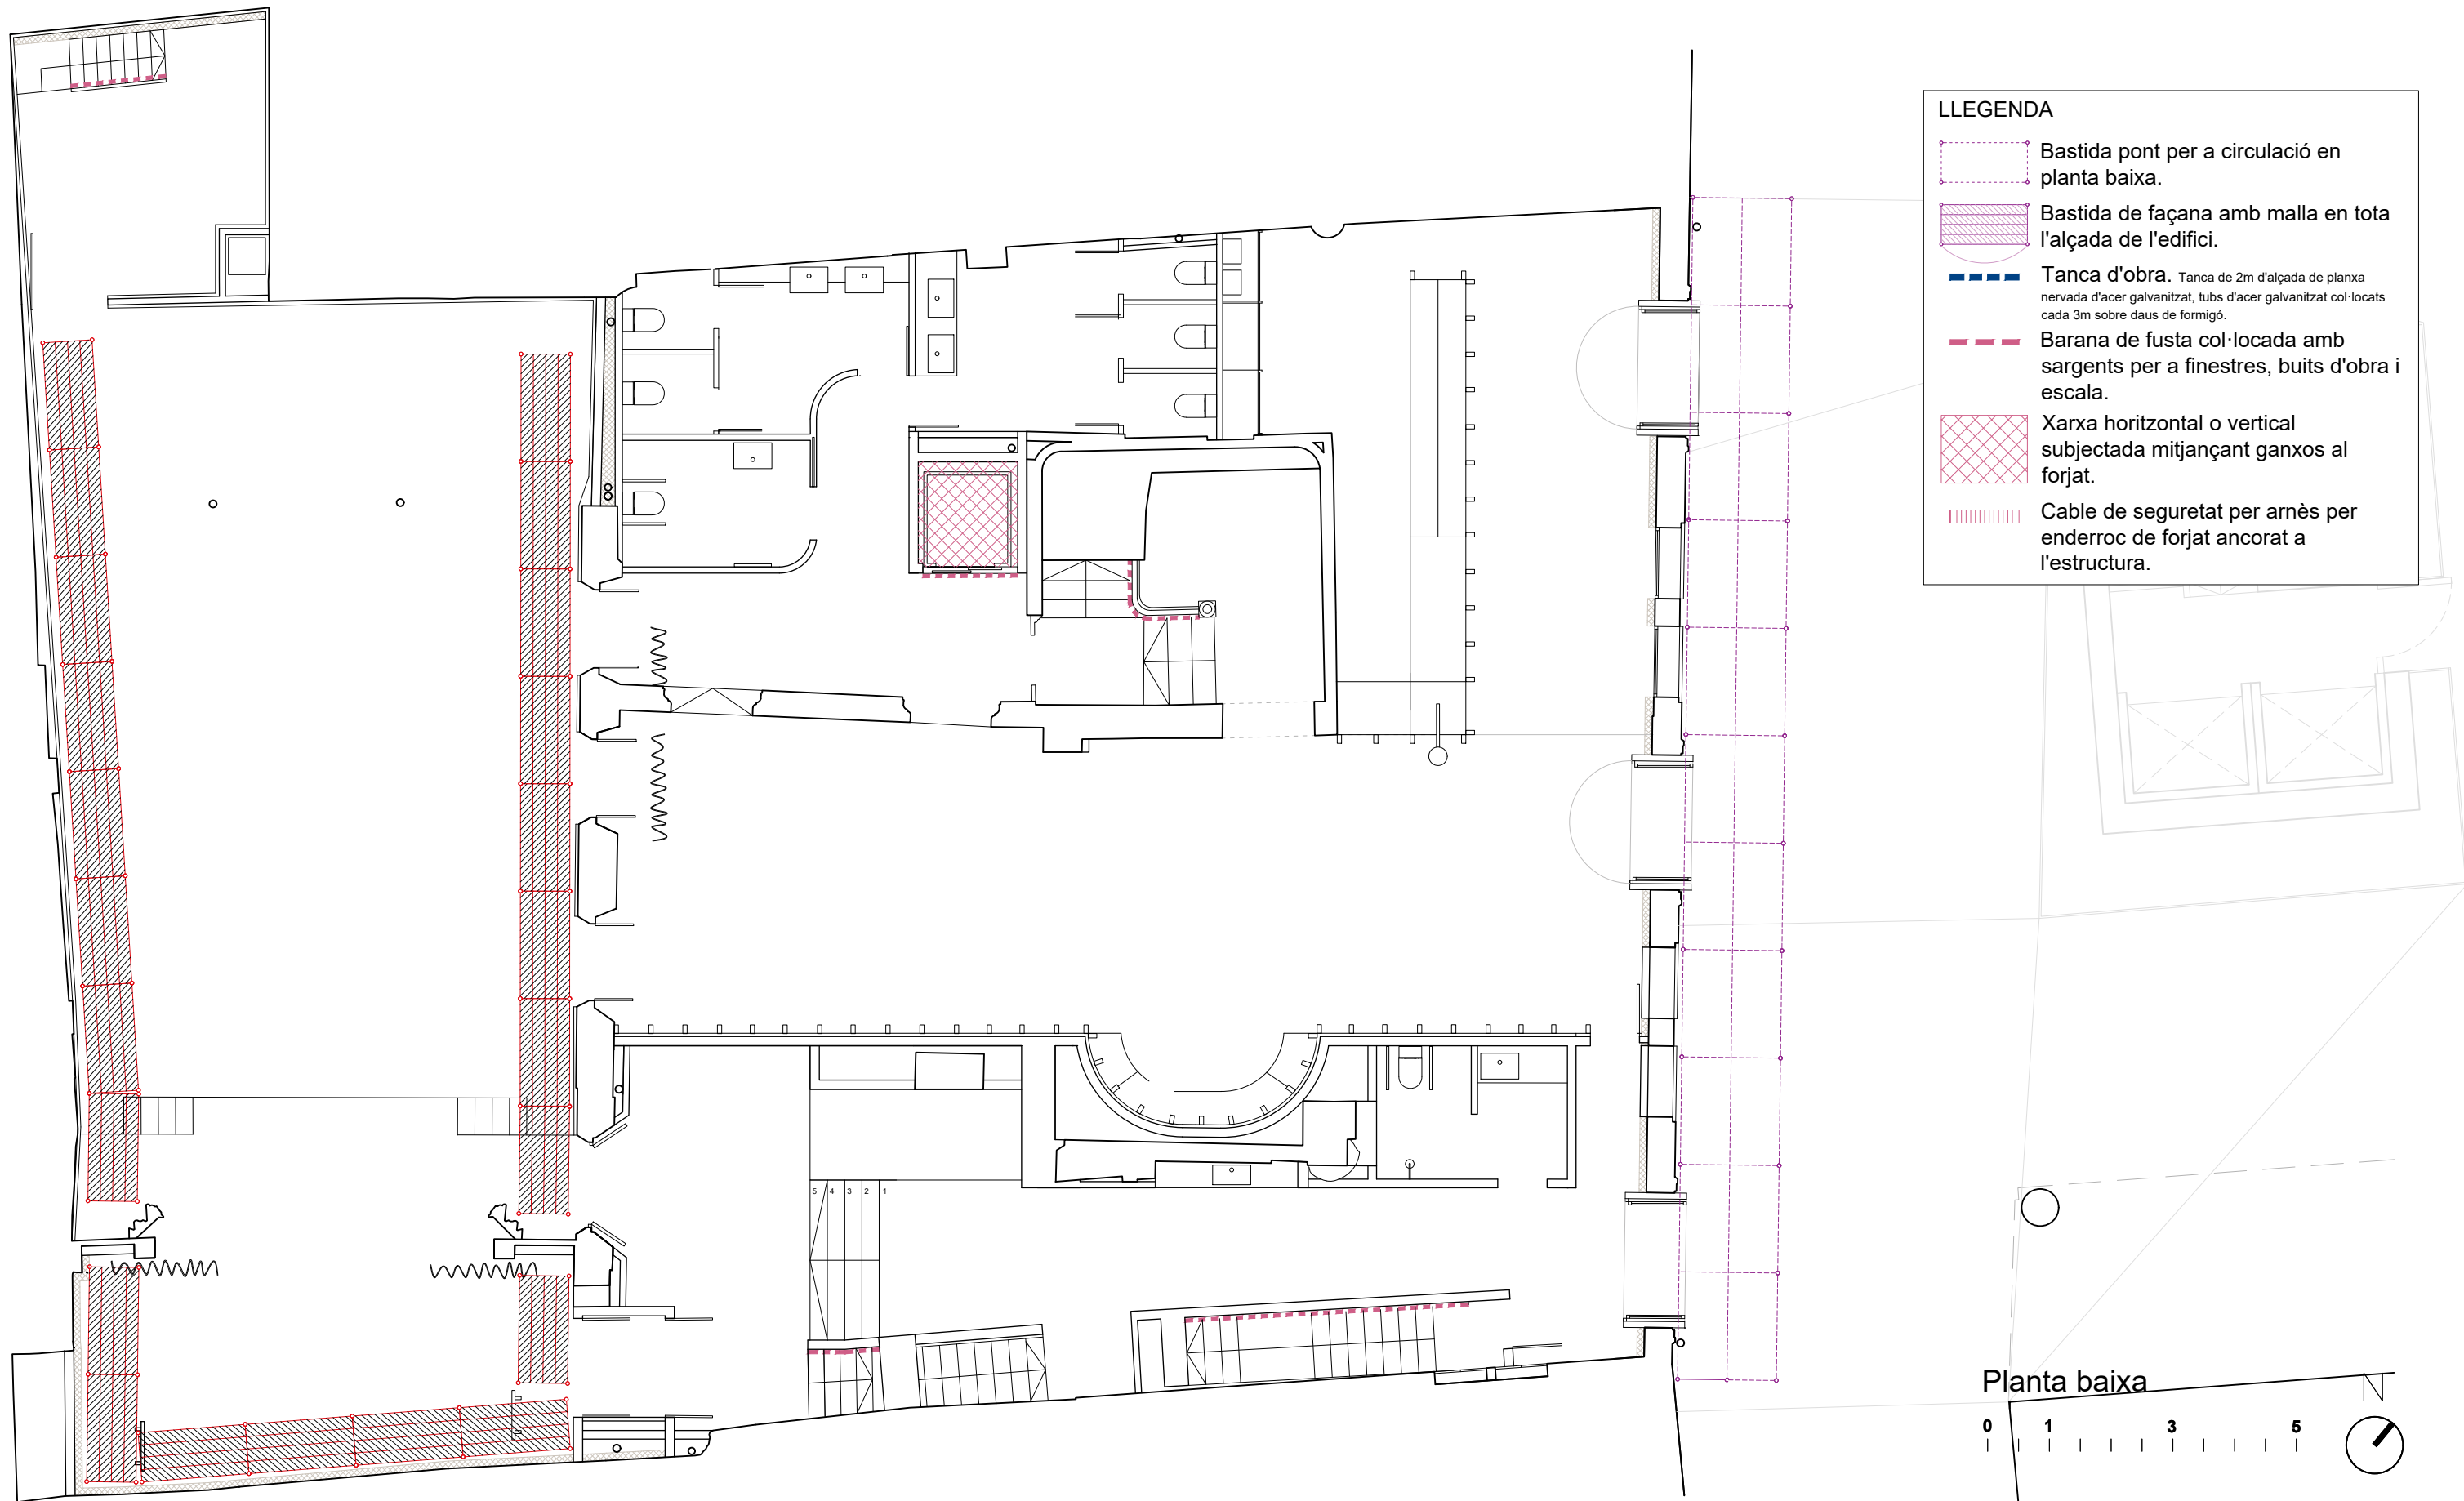 LLEGENDA
Bastida pont per a circulació en
planta baixa.
Bastida de façana amb malla en tota
l'alçada de l'edifici.
Tanca d'obra. Tanca de 2m d'alçada de planxa
nervada d'acer galvanitzat, tubs d'acer galvanitzat col·locats
cada 3m sobre daus de formigó.
Barana de fusta col·locada amb
sargents per a finestres, buits d'obra i
escala.
Xarxa horitzontal o vertical
subjectada mitjançant ganxos al
forjat.
Cable de seguretat per arnès per
enderroc de forjat ancorat a
l'estructura.
5 4 3 2 1
Planta baixa
N
0 1 3 5